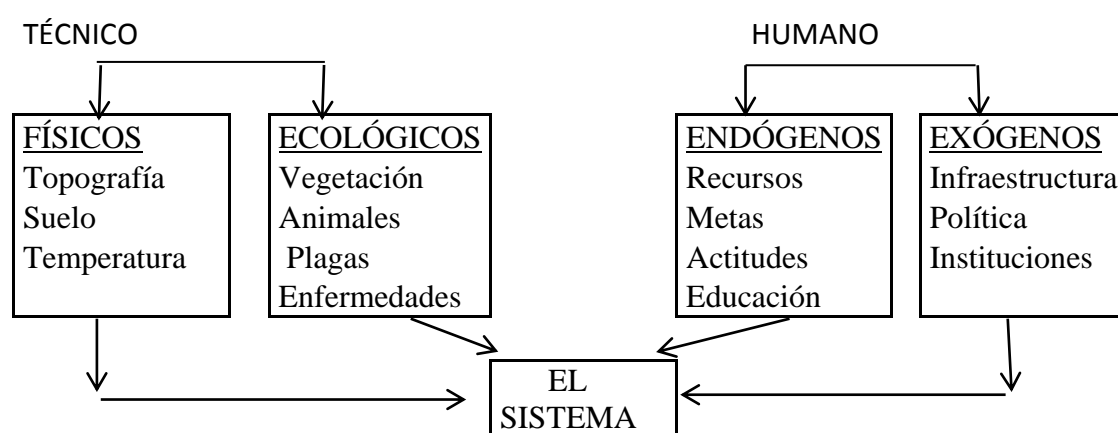 TÉCNICO
HUMANO
FÍSICOS
Topografía
Suelo
Temperatura
ECOLÓGICOS
Vegetación
Animales
Plagas
Enfermedades
ENDÓGENOS
Recursos
Metas
Actitudes
Educación
EXÓGENOS
Infraestructura
Política
Instituciones
EL
SISTEMA